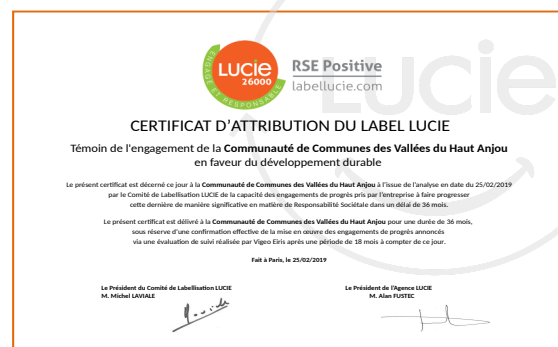 Lucie
ENGAGÉ ET RESPONSABLE
LUCIE
26000
RSE Positive
labellucie.com
CERTIFICAT D’ATTRIBUTION DU LABEL LUCIE
Témoin de l'engagement de la Communauté de Communes des Vallées du Haut Anjou
en faveur du développement durable
Le présent certificat est décerné ce jour à la Communauté de Communes des Vallées du Haut Anjou à l’issue de l’analyse en date du 25/02/2019
par le Comité de Labellisation LUCIE de la capacité des engagements de progrès pris par l’entreprise à faire progresser
cette dernière de manière significative en matière de Responsabilité Sociétale dans un délai de 36 mois.
Le présent certificat est délivré à la Communauté de Communes des Vallées du Haut Anjou pour une durée de 36 mois,
sous réserve d’une confirmation effective de la mise en œuvre des engagements de progrès annoncés
via une évaluation de suivi réalisée par Vigeo Eiris après une période de 18 mois à compter de ce jour.
Fait à Paris, le 25/02/2019
Le Président du Comité de Labellisation LUCIE
M. Michel LAVIALE
Le Président de l’Agence LUCIE
M. Alan FUSTEC